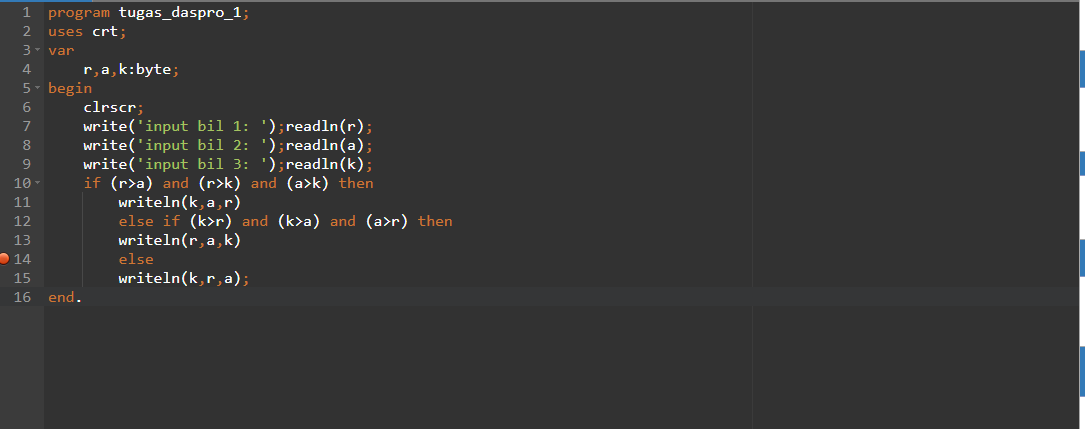 1 program tugas_daspro_1;
2 uses crt;
3 var
4 r,a,k:byte;
5 begin
6 clrscr;
7 write('input bil 1: ');readln(r);
8 write('input bil 2: ');readln(a);
9 write('input bil 3: ');readln(k);
10 if (r>a) and (r>k) and (a>k) then
11 writeln(k,a,r)
12 else if (k>r) and (k>a) and (a>r) then
13 writeln(r,a,k)
14 else
15 writeln(k,r,a);
16 end.